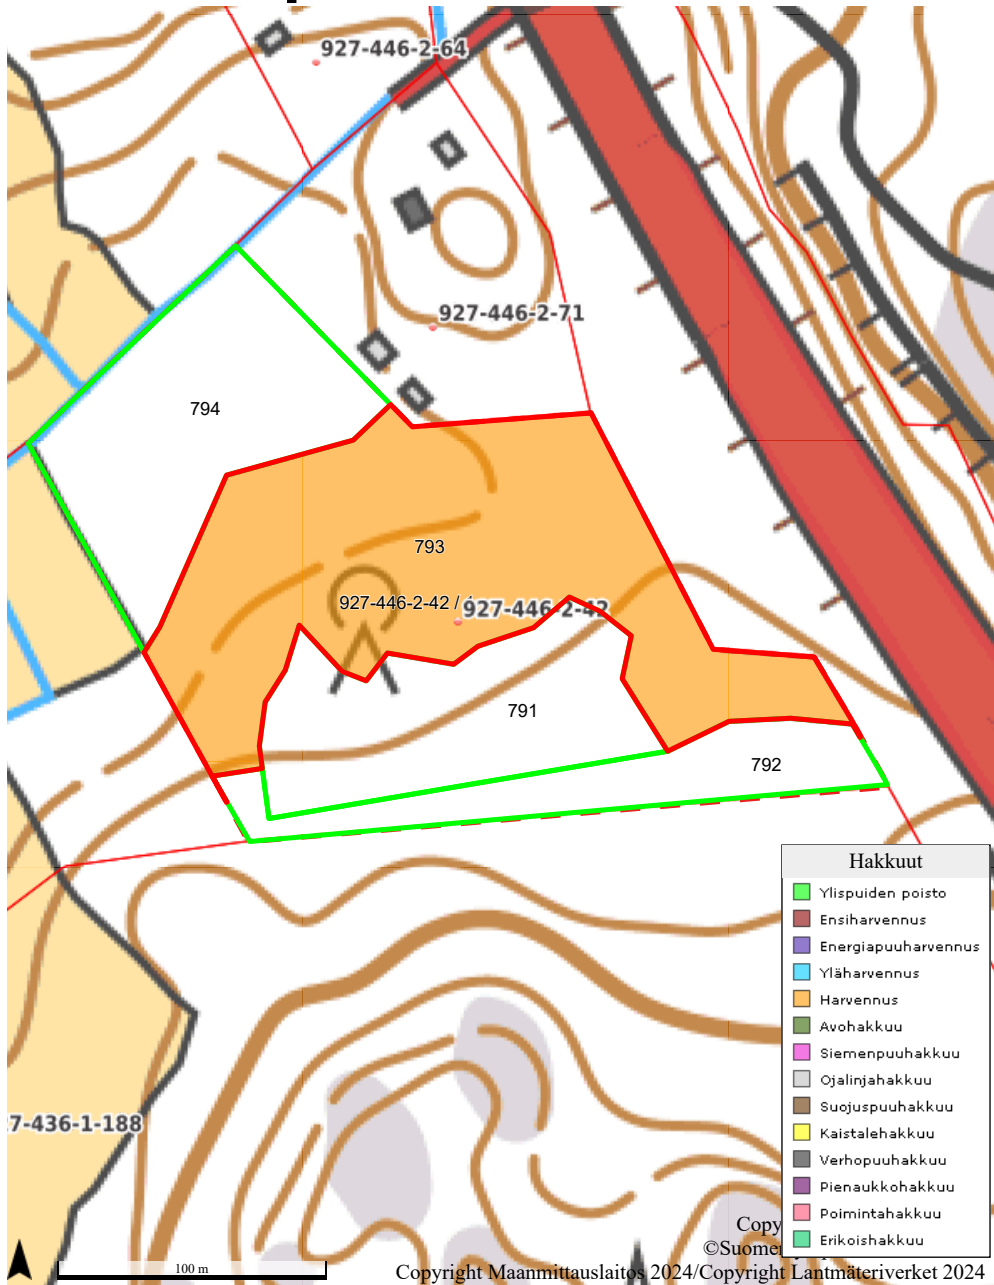 927-446-2-64
927-446-2-71
794
793
927-446-2-42 /
927-446-2-42
791
792
Hakkuut
Ylispuiden poisto
Ensiharvennus
Energiapuuharvennus
Yläharvennus
Harvennus
Avohakkuu
Siemenpuuhakkuu
Ojalinjahakkuu
Suojuspuuhakkuu
Kaistalehakkuu
Verhopuuhakkuu
Pienaukkohakkuu
Poimintahakkuu
Erikoishakkuu
7-436-1-188
Copy
©Suome
100 m
Copyright Maanmittauslaitos 2024/Copyright Lantmäteriverket 2024